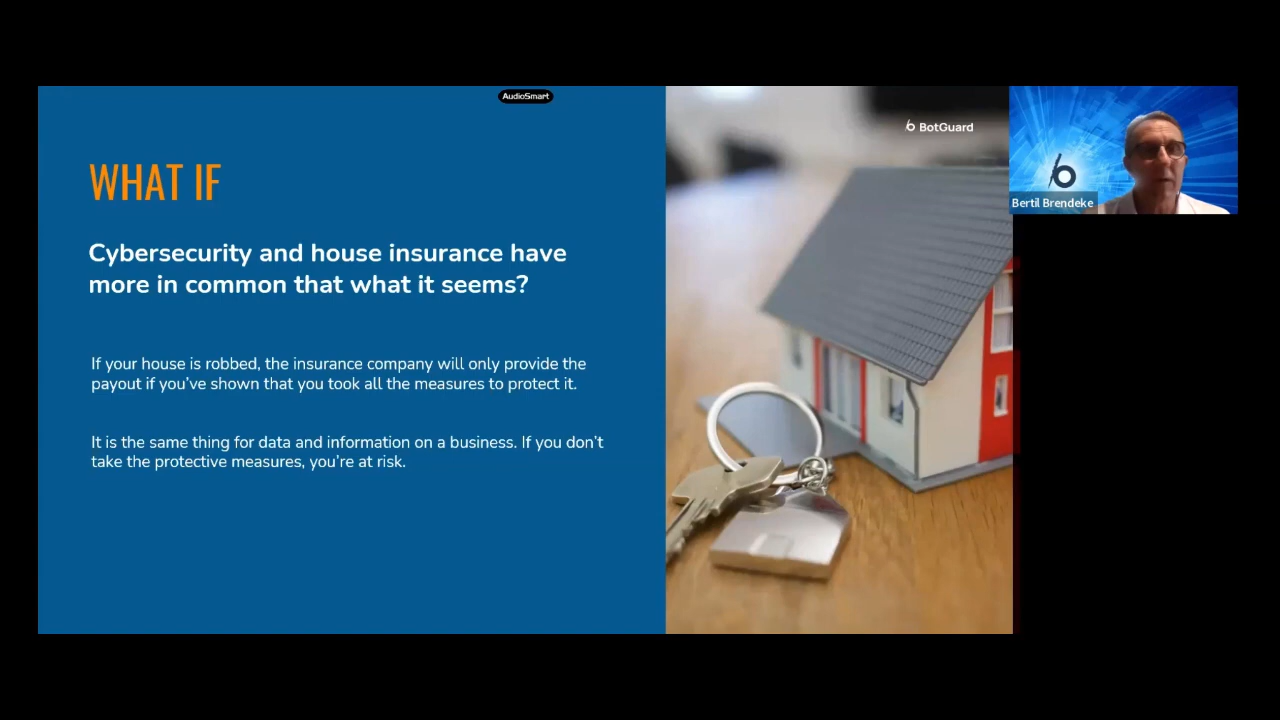 AudioSmart
BotGuard
WHAT IF
Cybersecurity and house insurance have
more in common that what it seems?
If your house is robbed, the insurance company will only provide the
payout if you've shown that you took all the measures to protect it.
It is the same thing for data and information on a business. If you don't
take the protective measures, you're at risk.
Bertil Brendeke